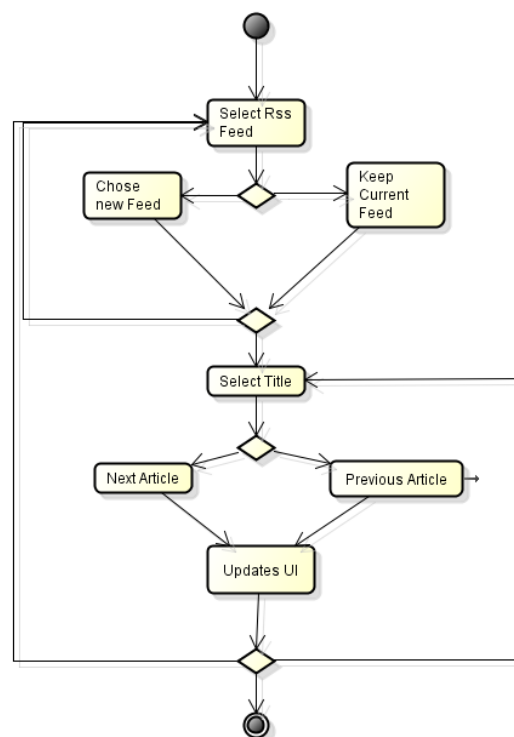 Select Rss
Feed
Chose
new Feed
Keep
Current
Feed
Select Title
Next Article
Previous Article
Updates UI